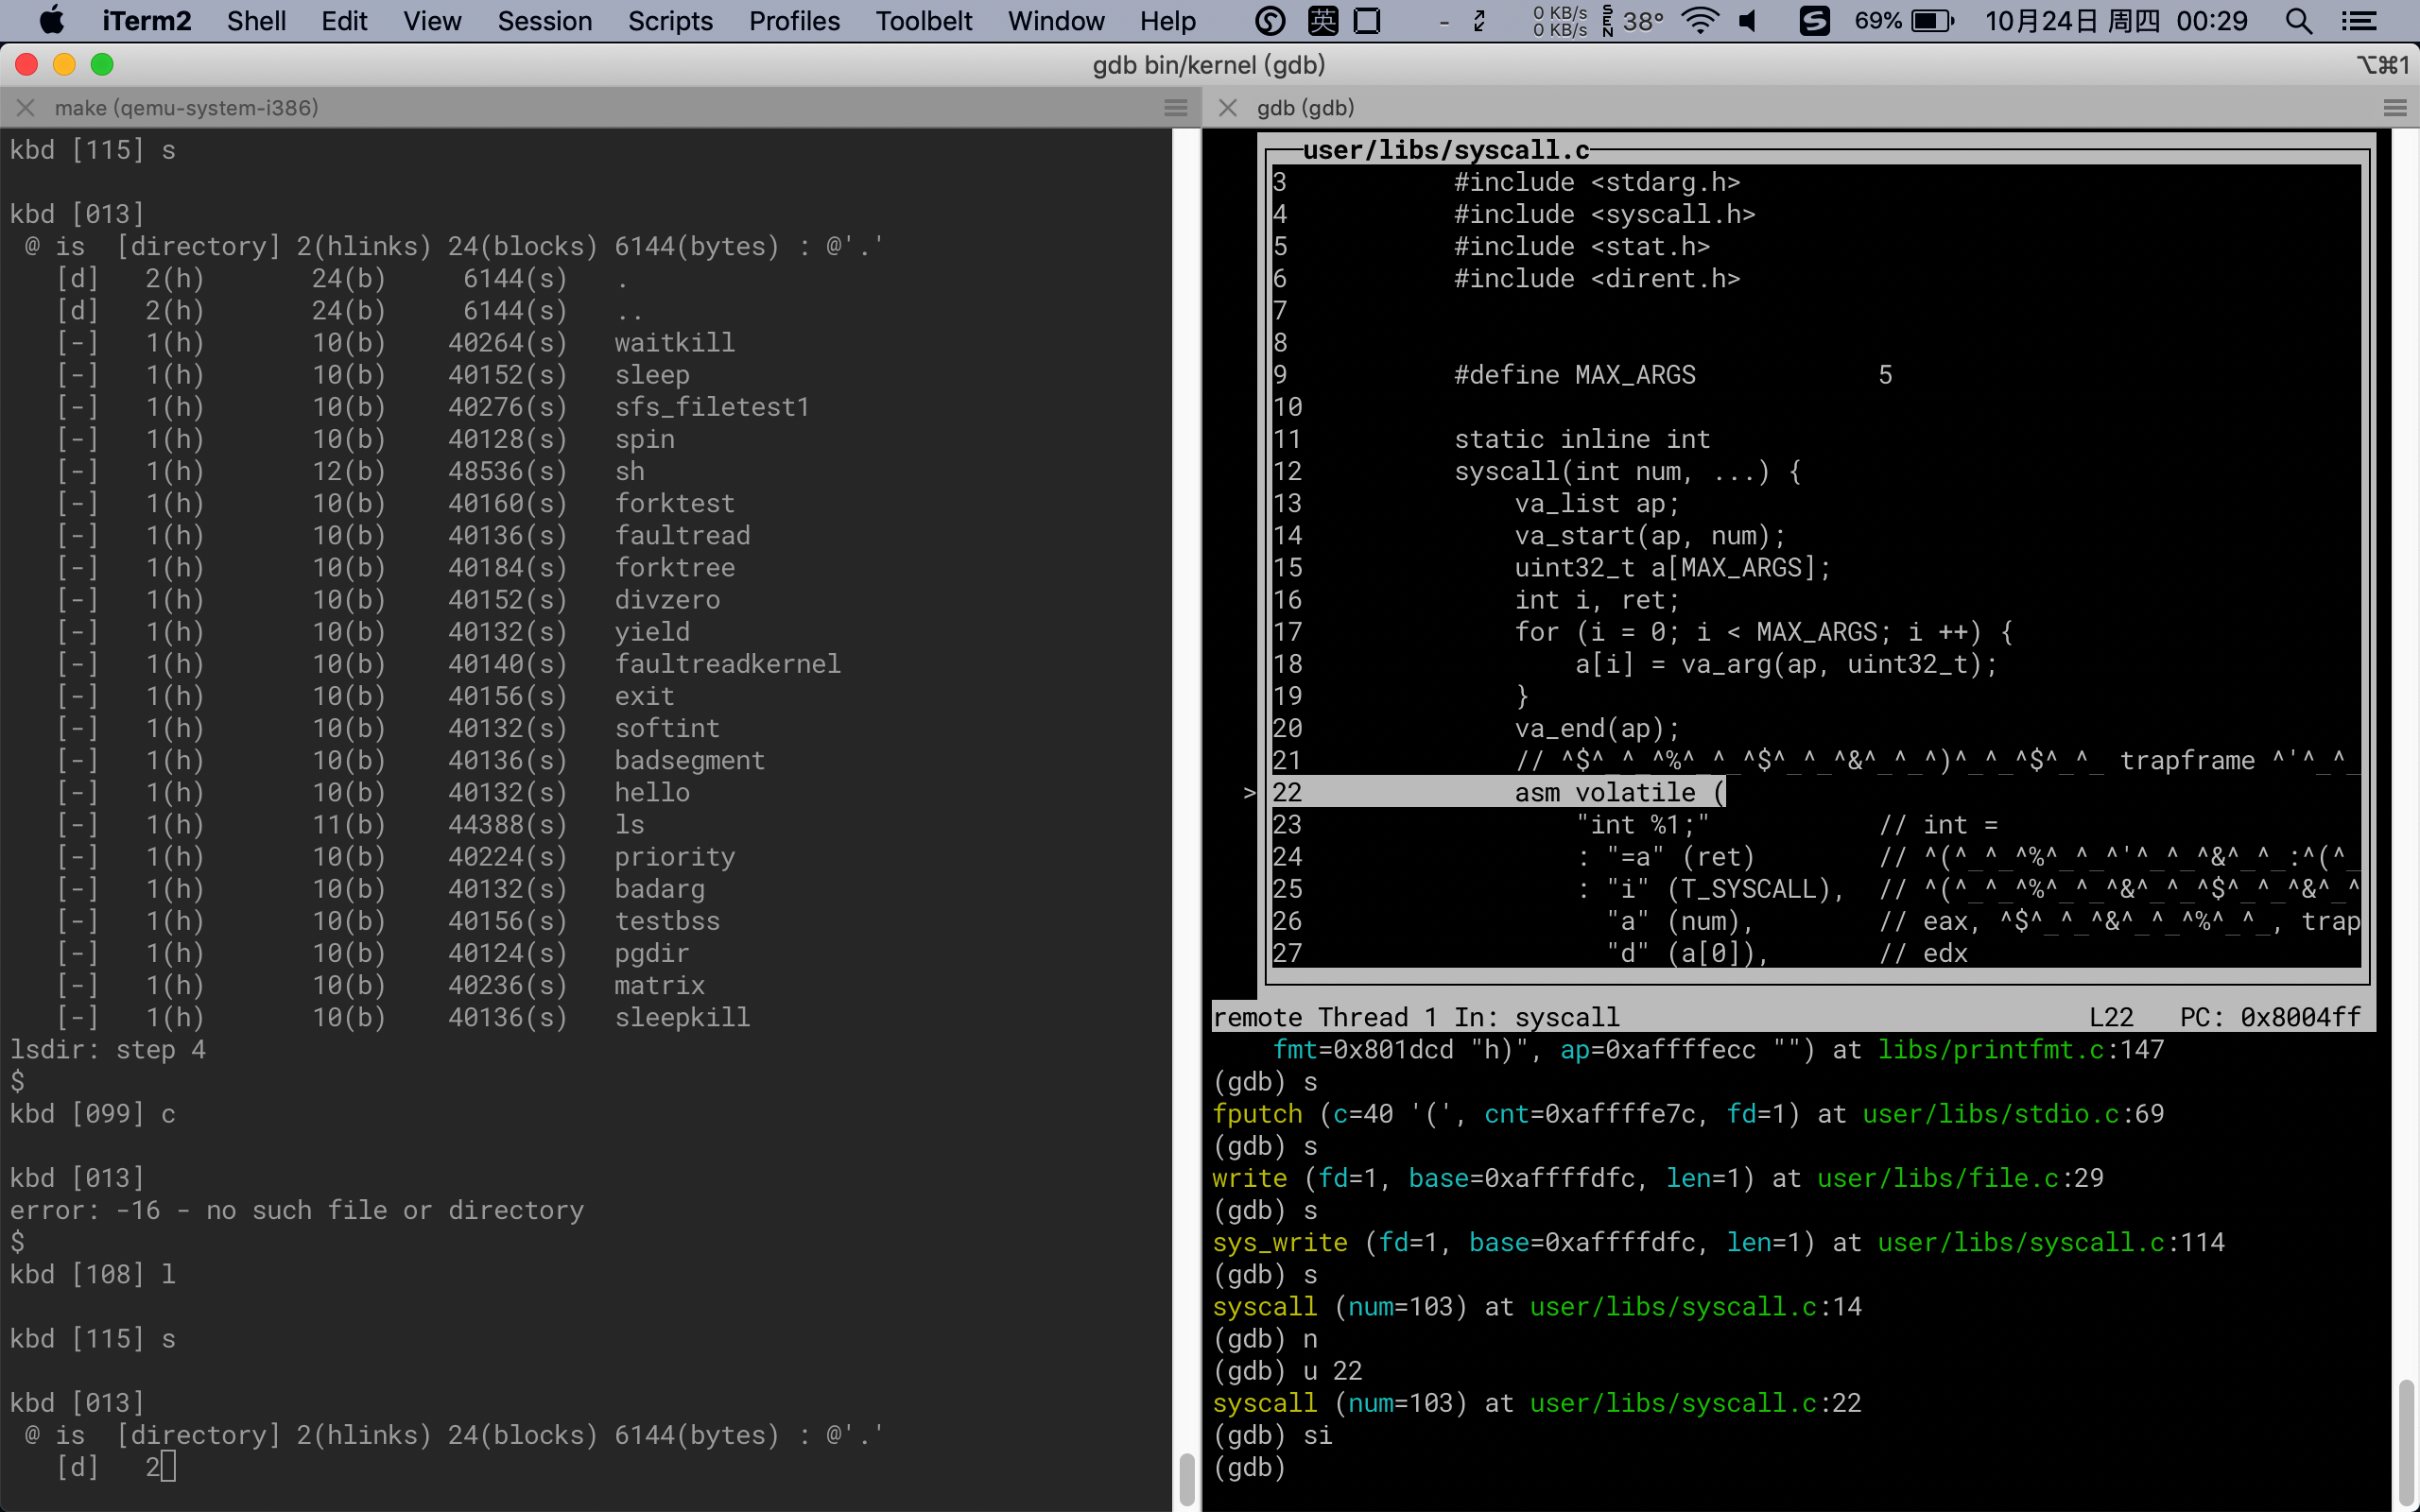 iTerm2 Shell Edit View Session Scripts Profiles Toolbelt Window Help 英 - 0 KB/s 0 KB/s SEN 38° 69% 10月24日 周四 00:29
gdb bin/kernel (gdb) ⌥⌘1
make (qemu-system-i386)
kbd [115] s
kbd [013]
@ is [directory] 2(hlinks) 24(blocks) 6144(bytes) : @'.'
[d] 2(h) 24(b) 6144(s) .
[d] 2(h) 24(b) 6144(s) ..
[-] 1(h) 10(b) 40264(s) waitkill
[-] 1(h) 10(b) 40152(s) sleep
[-] 1(h) 10(b) 40276(s) sfs_filetest1
[-] 1(h) 10(b) 40128(s) spin
[-] 1(h) 12(b) 48536(s) sh
[-] 1(h) 10(b) 40160(s) forktest
[-] 1(h) 10(b) 40136(s) faultread
[-] 1(h) 10(b) 40184(s) forktree
[-] 1(h) 10(b) 40152(s) divzero
[-] 1(h) 10(b) 40132(s) yield
[-] 1(h) 10(b) 40140(s) faultreadkernel
[-] 1(h) 10(b) 40156(s) exit
[-] 1(h) 10(b) 40132(s) softint
[-] 1(h) 10(b) 40136(s) badsegment
[-] 1(h) 10(b) 40132(s) hello
[-] 1(h) 11(b) 44388(s) ls
[-] 1(h) 10(b) 40224(s) priority
[-] 1(h) 10(b) 40132(s) badarg
[-] 1(h) 10(b) 40156(s) testbss
[-] 1(h) 10(b) 40124(s) pgdir
[-] 1(h) 10(b) 40236(s) matrix
[-] 1(h) 10(b) 40136(s) sleepkill
lsdir: step 4
$
kbd [099] c
kbd [013]
error: -16 - no such file or directory
$
kbd [108] l
kbd [115] s
kbd [013]
@ is [directory] 2(hlinks) 24(blocks) 6144(bytes) : @'.'
[d] 2
gdb (gdb)
user/libs/syscall.c
3 #include <stdarg.h>
4 #include <syscall.h>
5 #include <stat.h>
6 #include <dirent.h>
7
8
9 #define MAX_ARGS 5
10
11 static inline int
12 syscall(int num, ...) {
13 va_list ap;
14 va_start(ap, num);
15 uint32_t a[MAX_ARGS];
16 int i, ret;
17 for (i = 0; i < MAX_ARGS; i ++) {
18 a[i] = va_arg(ap, uint32_t);
19 }
20 va_end(ap);
21 // ^$^_^_^%^_^_^$^_^_^&^_^_^)^_^_^$^_^_ trapframe ^'^_^_
> 22 asm volatile (
23 "int %1;" // int =
24 : "=a" (ret) // ^(^_^_^%^_^_^'^_^_^&^_^_:^(^_
25 : "i" (T_SYSCALL), // ^(^_^_^%^_^_^&^_^_^$^_^_^&^_^
26 "a" (num), // eax, ^$^_^_^&^_^_^%^_^_, trap
27 "d" (a[0]), // edx
remote Thread 1 In: syscall L22 PC: 0x8004ff
fmt=0x801dcd "h)", ap=0xaffffecc "") at libs/printfmt.c:147
(gdb) s
fputch (c=40 '(', cnt=0xaffffe7c, fd=1) at user/libs/stdio.c:69
(gdb) s
write (fd=1, base=0xaffffdfc, len=1) at user/libs/file.c:29
(gdb) s
sys_write (fd=1, base=0xaffffdfc, len=1) at user/libs/syscall.c:114
(gdb) s
syscall (num=103) at user/libs/syscall.c:14
(gdb) n
(gdb) u 22
syscall (num=103) at user/libs/syscall.c:22
(gdb) si
(gdb)